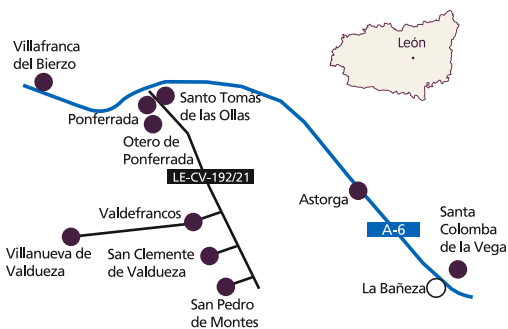 Villafranca
del Bierzo
León
Santo Tomás
de las Ollas
Ponferrada
Otero de
Ponferrada
LE-CV-192/21
Astorga
Valdefrancos
Santa
Colomba
de la Vega
A-6
Villanueva de
Valdueza
San Clemente
de Valdueza
La Bañeza
San Pedro
de Montes